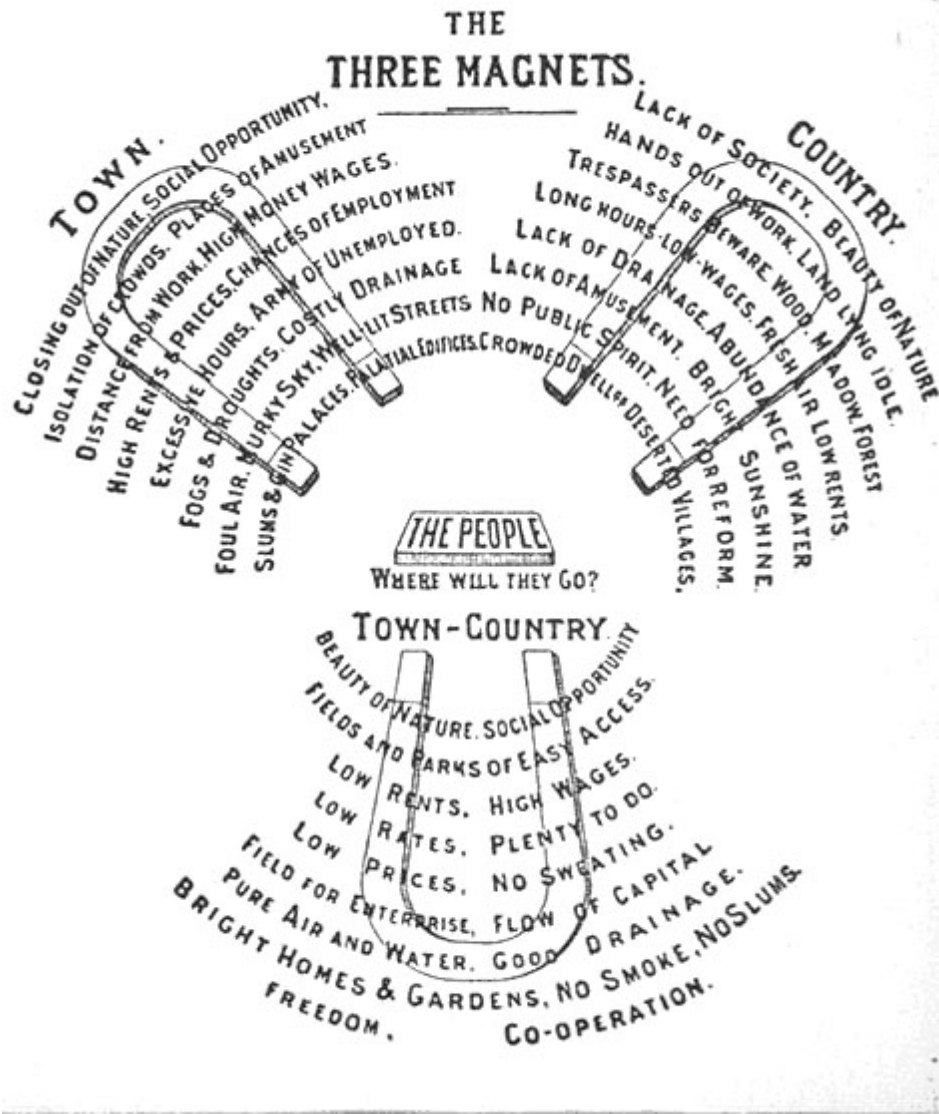 THE
THREE MAGNETS.
TOWN.
CLOSING OUT OF NATURE. SOCIAL OPPORTUNITY.
ISOLATION OF CROWDS. PLACES OF AMUSEMENT
DISTANCE FROM WORK. HIGH MONEY WAGES.
HIGH RENTS & PRICES. CHANCES OF EMPLOYMENT
EXCESSIVE HOURS. ARMY OF UNEMPLOYED.
FOGS & DROUGHTS. COSTLY DRAINAGE
FOUL AIR. MURKY SKY. WELL-LIT STREETS
SLUMS & GIN PALACES. PALATIAL EDIFICES.
COUNTRY.
LACK OF SOCIETY. BEAUTY OF NATURE
HANDS OUT OF WORK. LAND LYING IDLE.
TRESPASSERS BEWARE. WOOD, MEADOW, FOREST
LONG HOURS-LOW-WAGES. FRESH AIR LOW RENTS.
LACK OF DRAINAGE. ABUNDANCE OF WATER
LACK OF AMUSEMENT. BRIGHT SUNSHINE.
NO PUBLIC SPIRIT. NEED FOR REFORM.
CROWDED DWELLGS DESERTED VILLAGES,
THE PEOPLE
WHERE WILL THEY GO?
TOWN-COUNTRY.
BEAUTY OF NATURE. SOCIAL OPPORTUNITY
FIELDS AND PARKS OF EASY ACCESS.
LOW RENTS, HIGH WAGES.
LOW RATES, PLENTY TO DO.
LOW PRICES, NO SWEATING.
FIELD FOR ENTERPRISE, FLOW OF CAPITAL
PURE AIR AND WATER. GOOD DRAINAGE.
BRIGHT HOMES & GARDENS, NO SMOKE, NO SLUMS.
FREEDOM. CO-OPERATION.